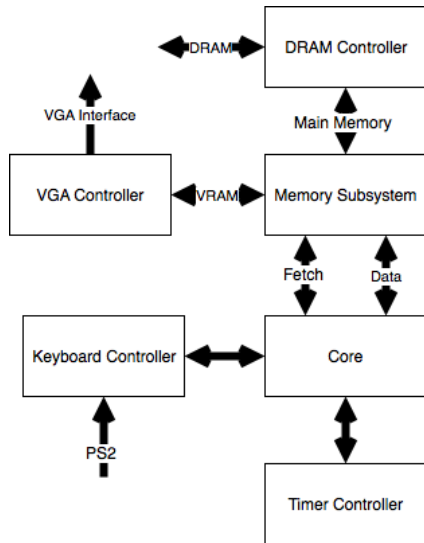 DRAM
DRAM Controller
VGA Interface
Main Memory
VGA Controller
VRAM
Memory Subsystem
Fetch
Data
Keyboard Controller
Core
PS2
Timer Controller